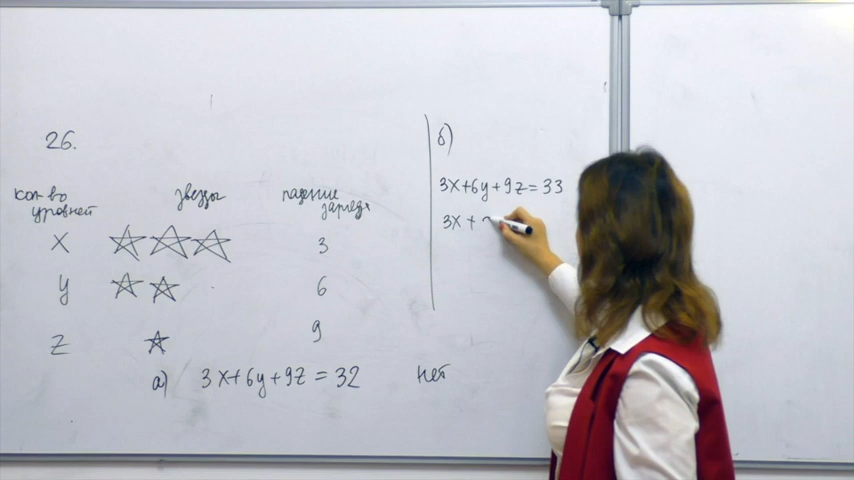 26.
кол-во уровней
звезды
падение заряда
X
3
y
6
z
9
а) 3x+6y+9z = 32 нет
б)
3x+6y+9z = 33
3x +